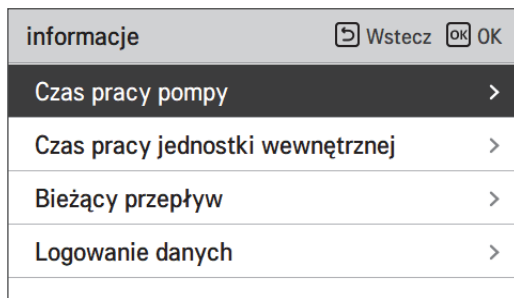 informacje Wstecz OK OK
Czas pracy pompy
Czas pracy jednostki wewnętrznej
Bieżący przepływ
Logowanie danych